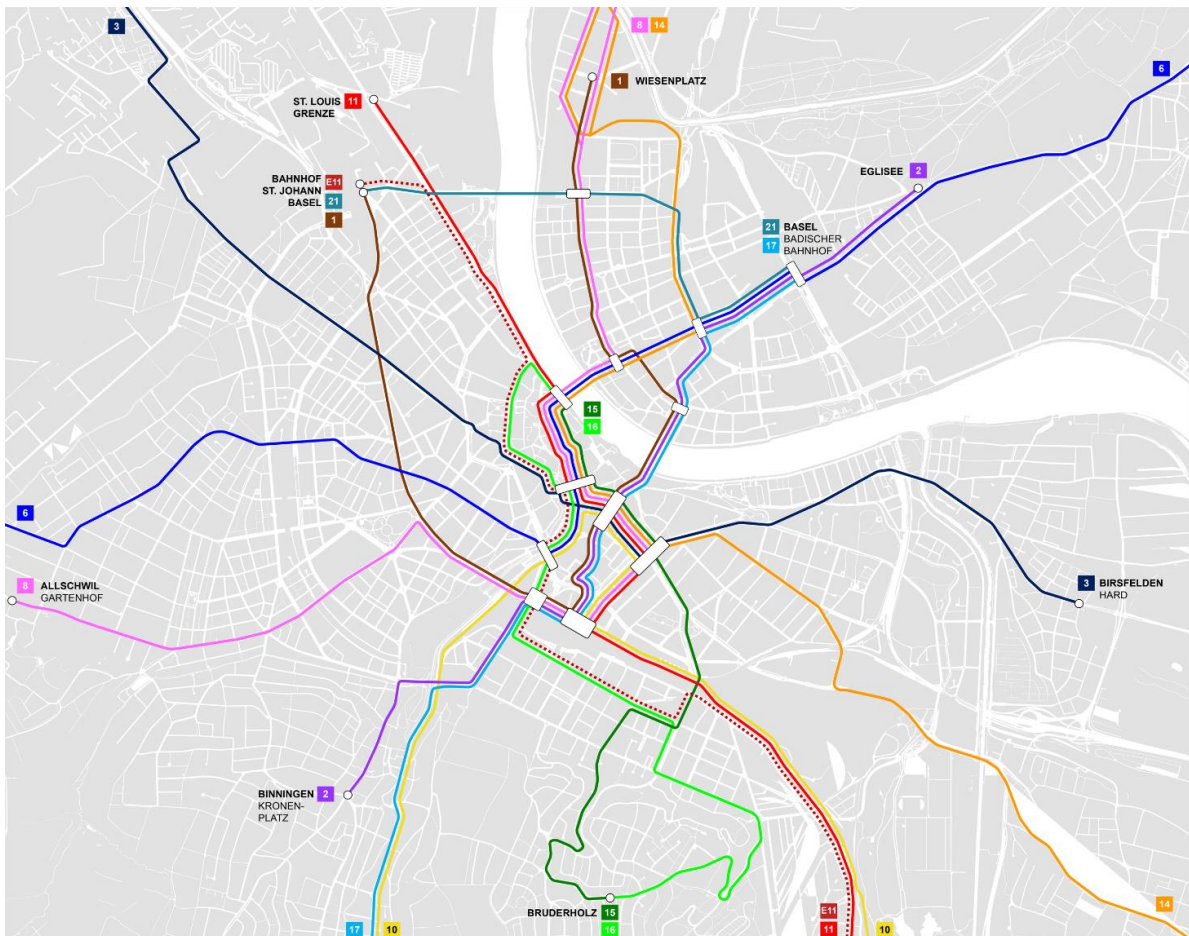 3
8 14
1 WIESENPLATZ
6
ST. LOUIS 11
GRENZE
EGLISEE 2
BAHNHOF E11
ST. JOHANN
BASEL 21
1
21 BASEL
17 BADISCHER
BAHNHOF
15
16
6
8 ALLSCHWIL
GARTENHOF
3 BIRSFELDEN
HARD
BINNINGEN 2
KRONEN-
PLATZ
14
BRUDERHOLZ 15
16
E11
11
10
17 10